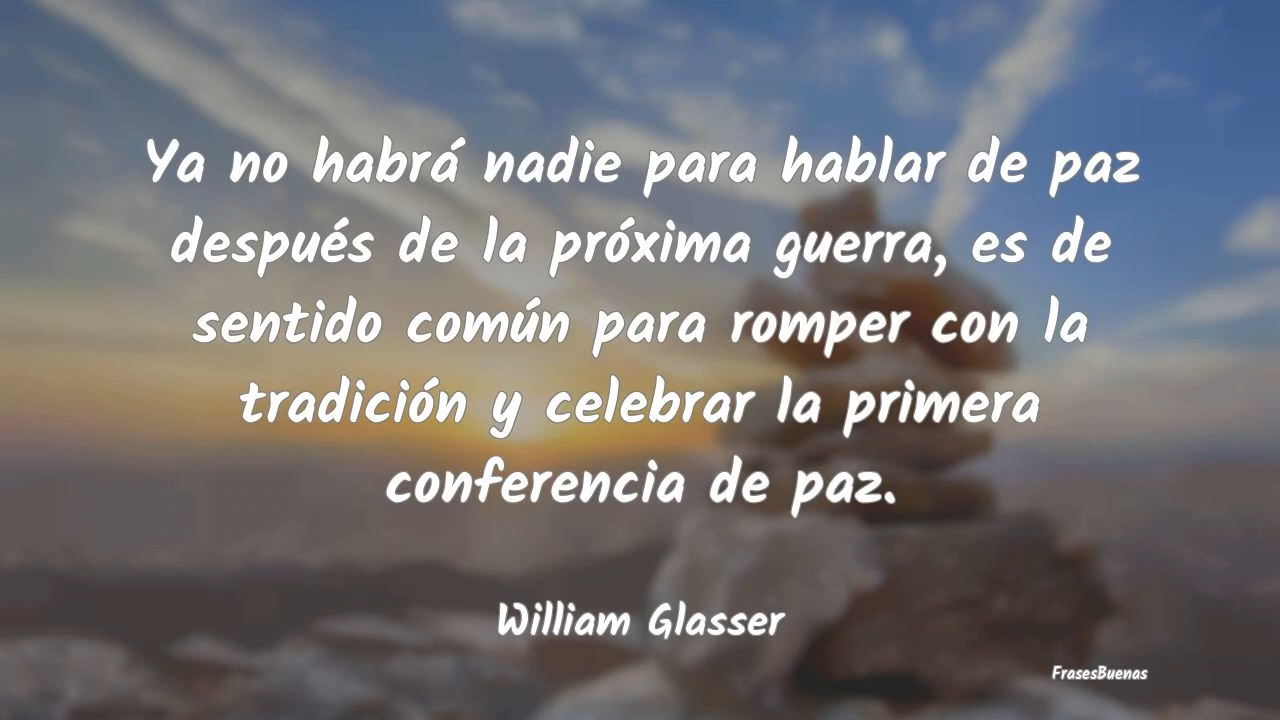 Ya no habrá nadie para hablar de paz
después de la próxima guerra, es de
sentido común para romper con la
tradición y celebrar la primera
conferencia de paz.
William Glasser
FrasesBuenas